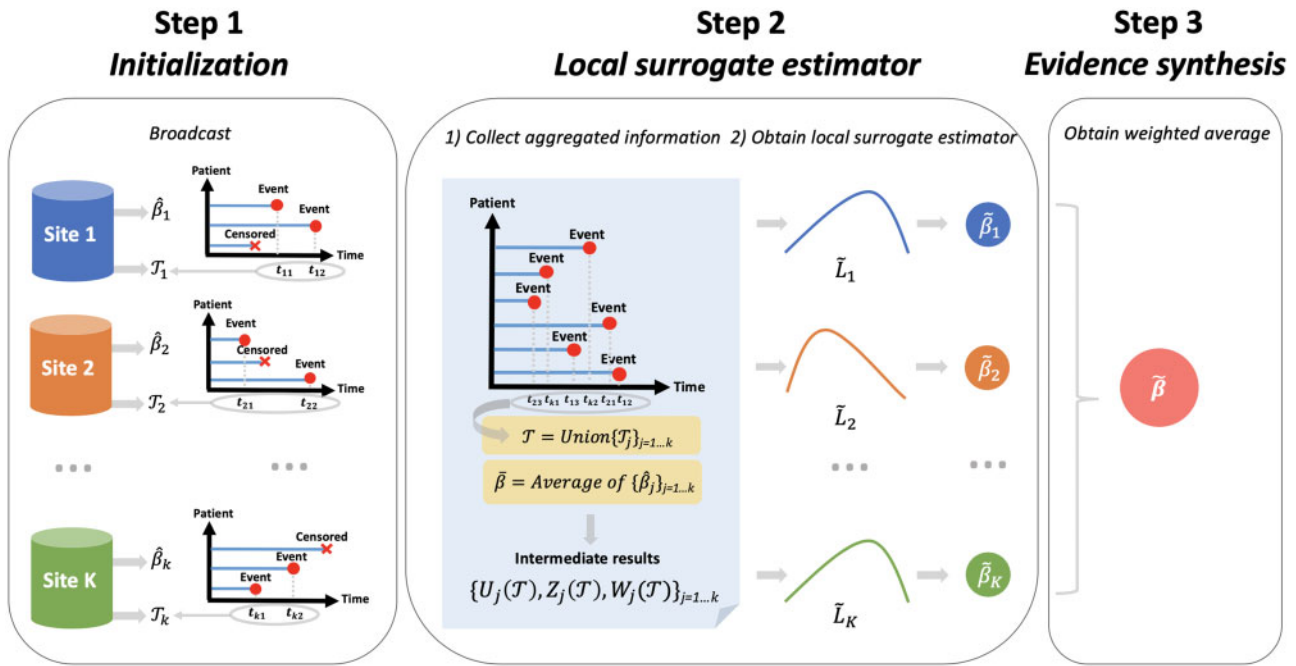 Step 1
Initialization
Step 2
Local surrogate estimator
Step 3
Evidence synthesis
Broadcast
Site 1
β̂₁
𝒯₁
Patient
Event
Event
Censored
Time
t₁₁ t₁₂
Site 2
β̂₂
𝒯₂
Patient
Event
Censored
Event
Time
t₂₁ t₂₂
...
...
Site K
β̂ₖ
𝒯ₖ
Patient
Censored
Event
Event
Time
tₖ₁ tₖ₂
1) Collect aggregated information
Patient
Event
Event
Event
Event
Event
Event
Time
t₂₃ tₖ₁ t₁₃ tₖ₂ t₂₁ t₁₂
𝒯 = Union{𝒯ⱼ}ⱼ₌₁…ₖ
β̄ = Average of {β̂ⱼ}ⱼ₌₁…ₖ
Intermediate results
{Uⱼ(𝒯), Zⱼ(𝒯), Wⱼ(𝒯)}ⱼ₌₁…ₖ
2) Obtain local surrogate estimator
L̃₁
β̃₁
L̃₂
β̃₂
...
...
L̃_K
β̃_K
Obtain weighted average
β̃